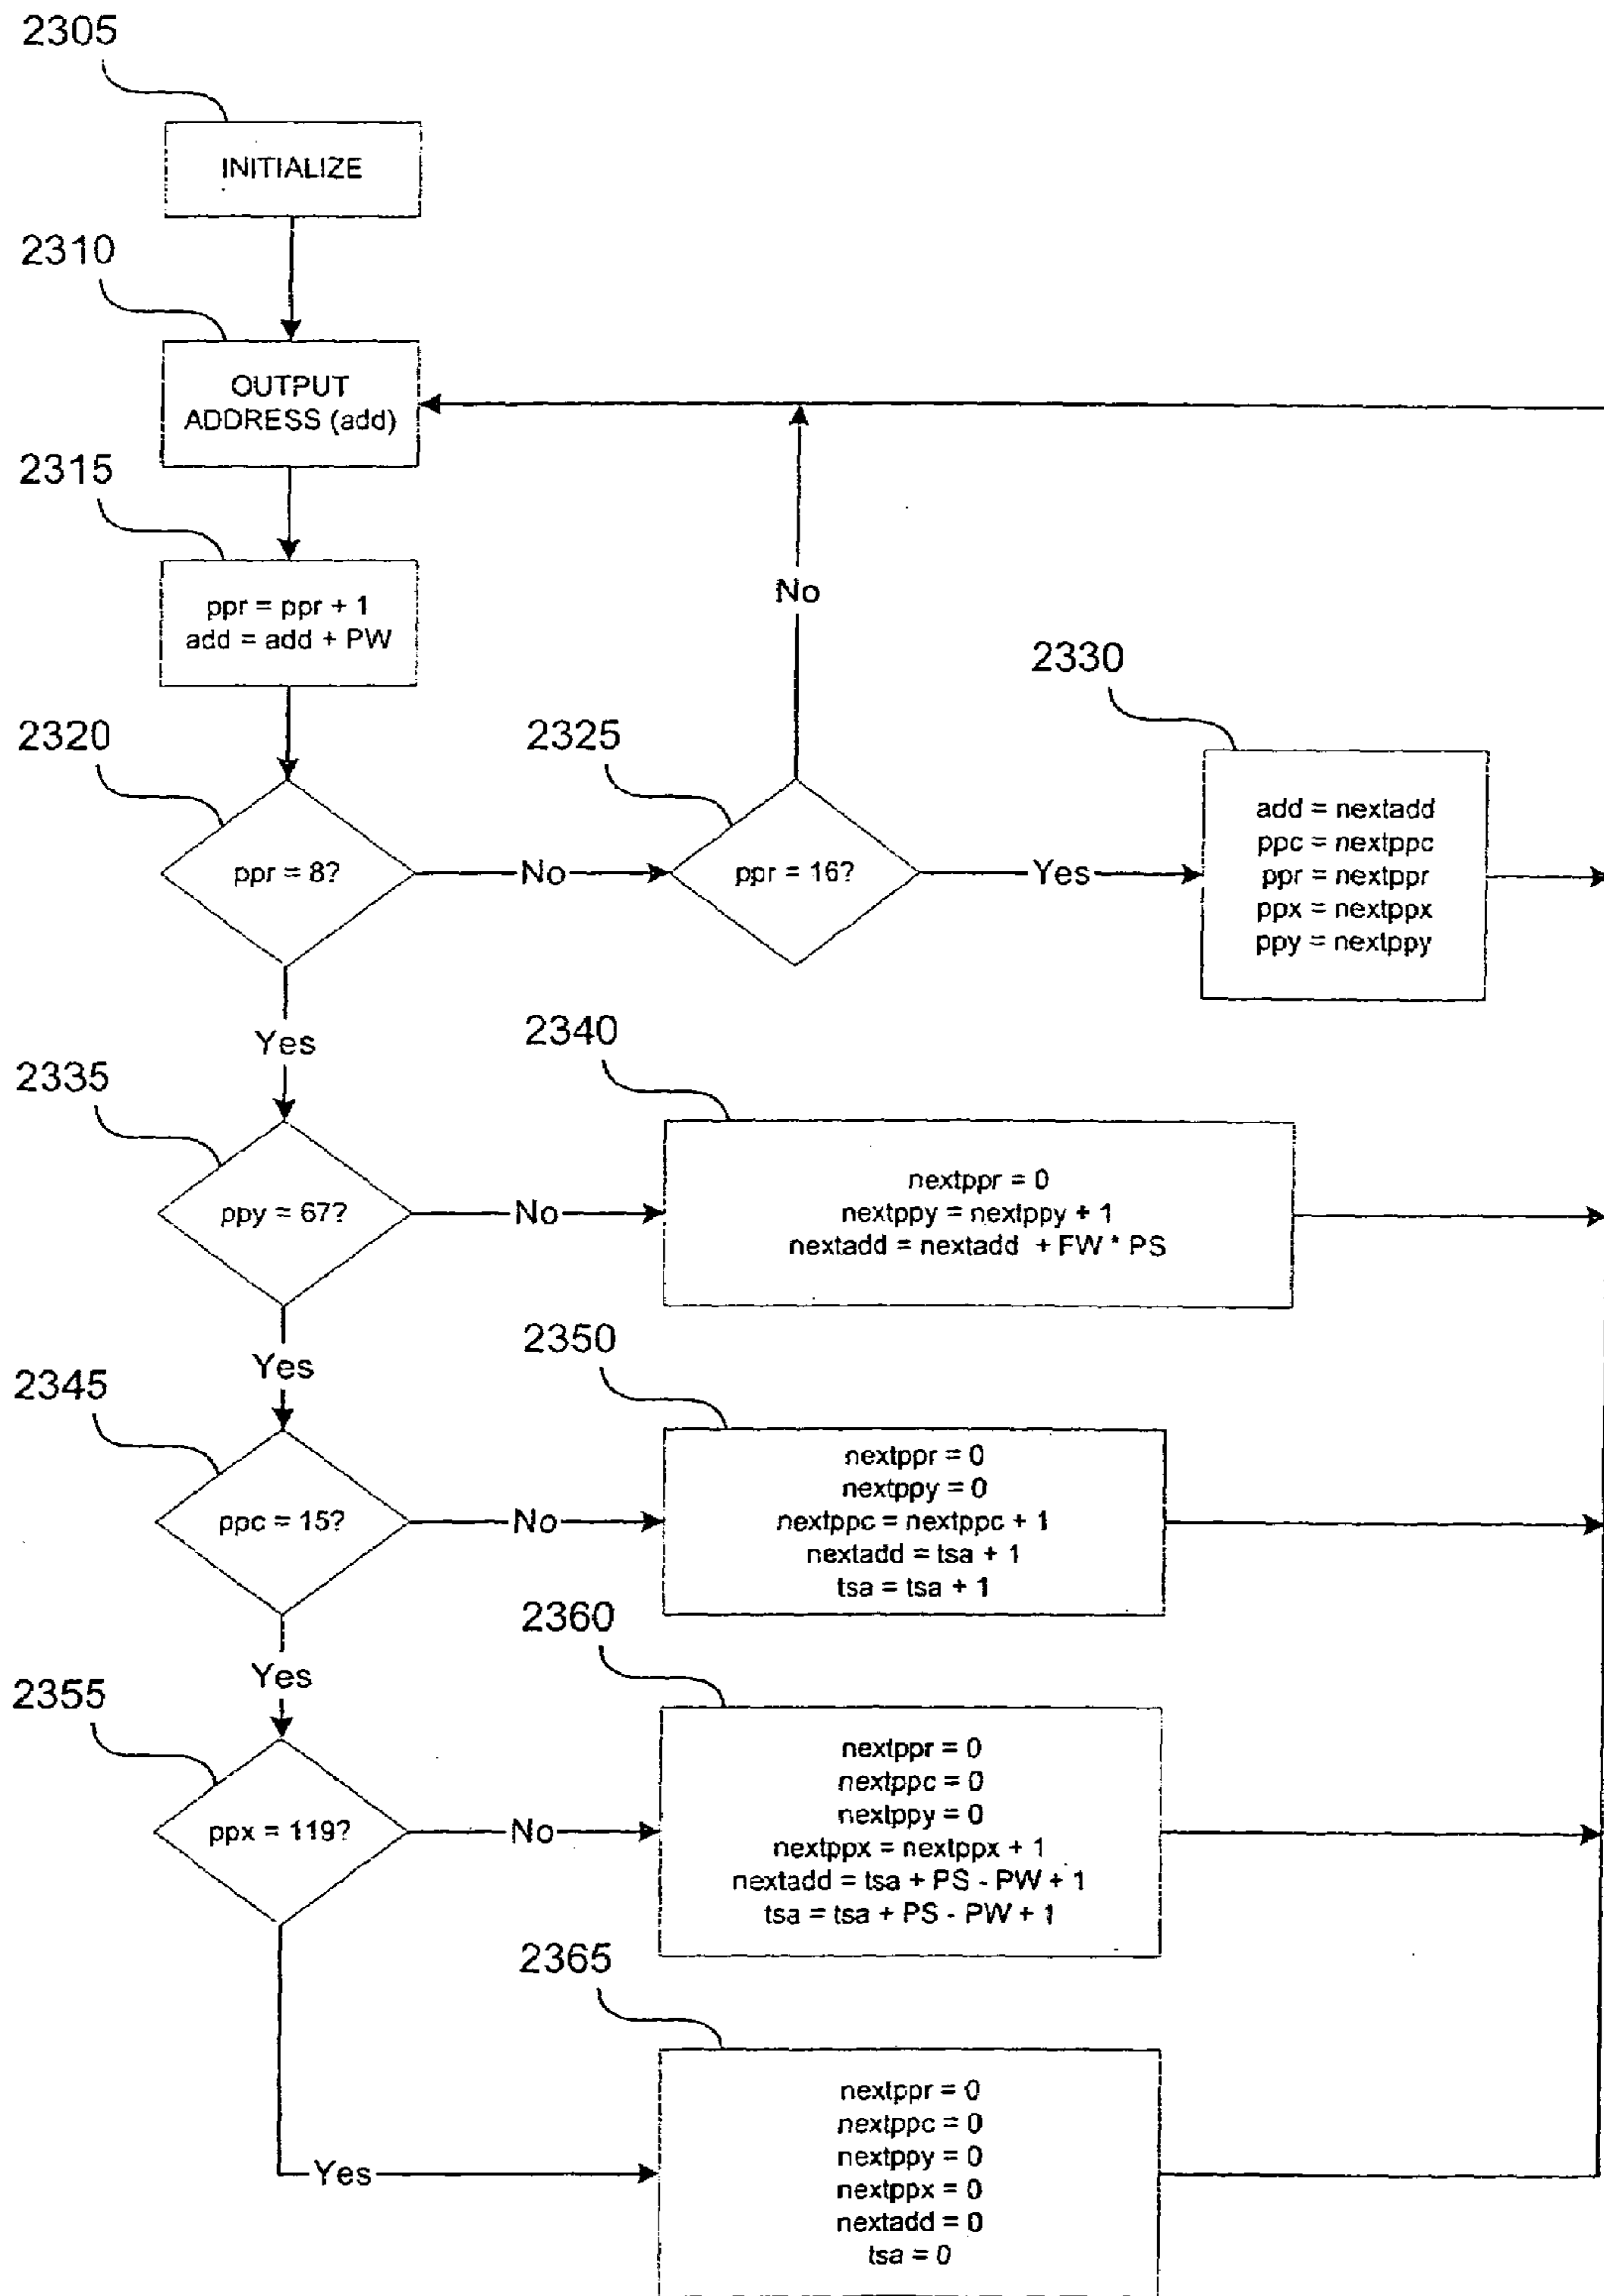 2305
INITIALIZE
2310
OUTPUT
ADDRESS (add)
2315
ppr = ppr + 1
add = add + PW
2320
ppr = 8?
No
2325
ppr = 16?
No
Yes
2330
add = nextadd
ppc = nextppc
ppr = nextppr
ppx = nextppx
ppy = nextppy
Yes
2335
ppy = 67?
No
2340
nextppr = 0
nextppy = nextppy + 1
nextadd = nextadd + FW * PS
Yes
2345
ppc = 15?
No
2350
nextppr = 0
nextppy = 0
nextppc = nextppc + 1
nextadd = tsa + 1
tsa = tsa + 1
Yes
2355
ppx = 119?
No
2360
nextppr = 0
nextppc = 0
nextppy = 0
nextppx = nextppx + 1
nextadd = tsa + PS - PW + 1
tsa = tsa + PS - PW + 1
Yes
2365
nextppr = 0
nextppc = 0
nextppy = 0
nextppx = 0
nextadd = 0
tsa = 0